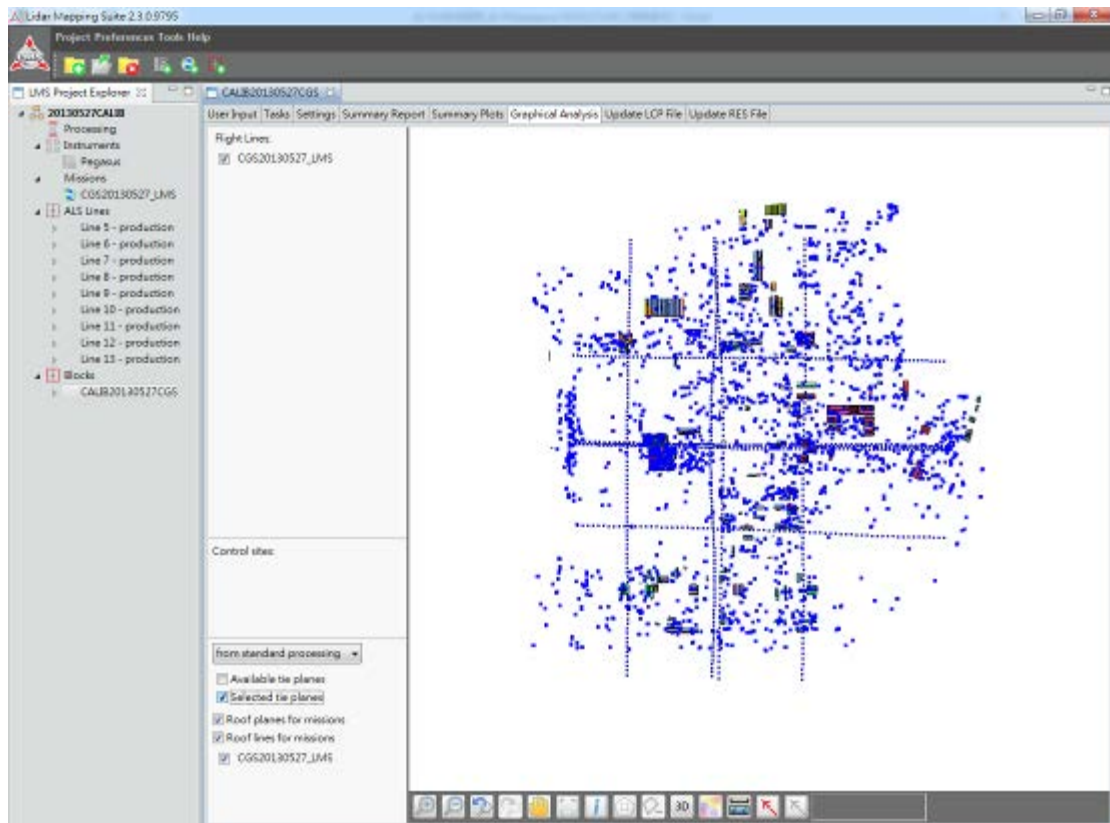 Lidar Mapping Suite 2.3.0.9795
Project Preferences Tools Help
LMS Project Explorer
CALIB20130527CGS
User Input Tasks Settings Summary Report Summary Plots Graphical Analysis Update LCP File Update RES File
20130527CALIB
Processing
Instruments
Pegasus
Missions
CGS20130527_LMS
ALS Lines
Line 5 - production
Line 6 - production
Line 7 - production
Line 8 - production
Line 9 - production
Line 10 - production
Line 11 - production
Line 12 - production
Line 13 - production
Blocks
CALIB20130527CGS
Flight Lines:
CGS20130527_LMS
Control sites:
from standard processing
Available tie planes
Selected tie planes
Roof planes for missions
Roof lines for missions
CGS20130527_LMS
3D